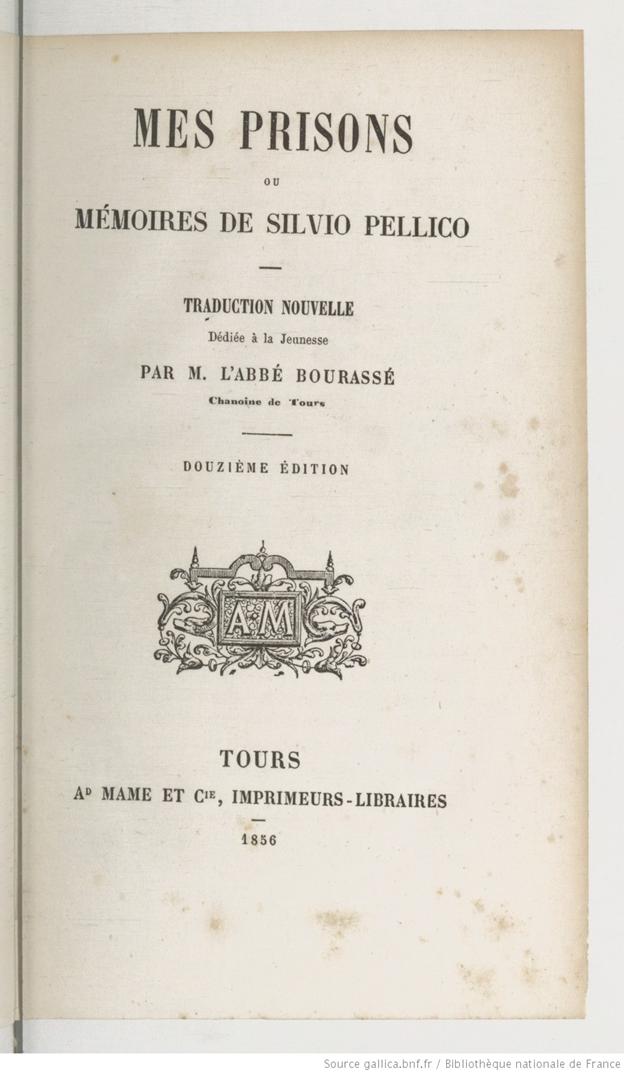 MES PRISONS
OU
MÉMOIRES DE SILVIO PELLICO
TRADUCTION NOUVELLE
Dédiée à la Jeunesse
PAR M. L'ABBÉ BOURASSÉ
Chanoine de Tours
DOUZIÈME ÉDITION
AM
TOURS
AD MAME ET CIE, IMPRIMEURS-LIBRAIRES
1856
Source gallica.bnf.fr / Bibliothèque nationale de France